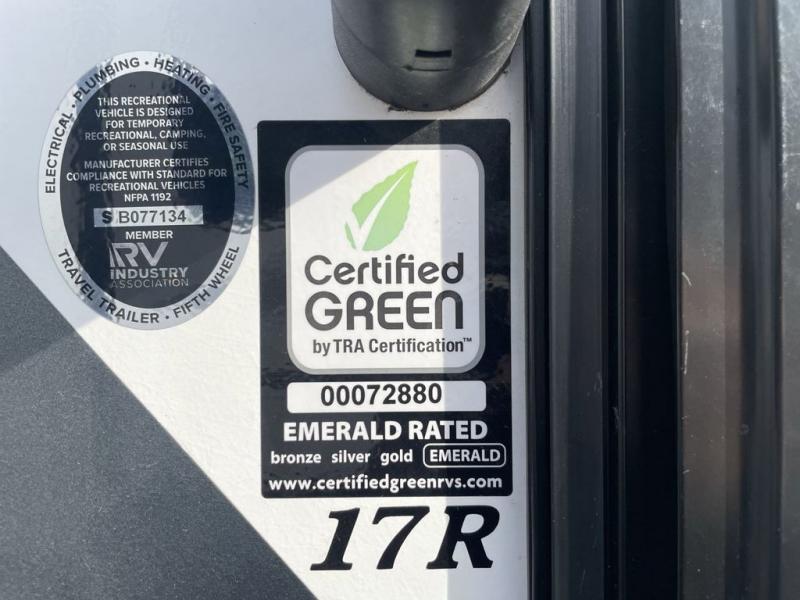 ELECTRICAL • PLUMBING • HEATING • FIRE SAFETY
THIS RECREATIONAL
VEHICLE IS DESIGNED
FOR TEMPORARY
RECREATIONAL, CAMPING,
OR SEASONAL USE
MANUFACTURER CERTIFIES
COMPLIANCE WITH STANDARD FOR
RECREATIONAL VEHICLES
NFPA 1192
S B077134
MEMBER
RV
INDUSTRY
ASSOCIATION
TRAVEL TRAILER • FIFTH WHEEL
Certified
GREEN
by TRA Certification™
00072880
EMERALD RATED
bronze silver gold EMERALD
www.certifiedgreenrvs.com
17R